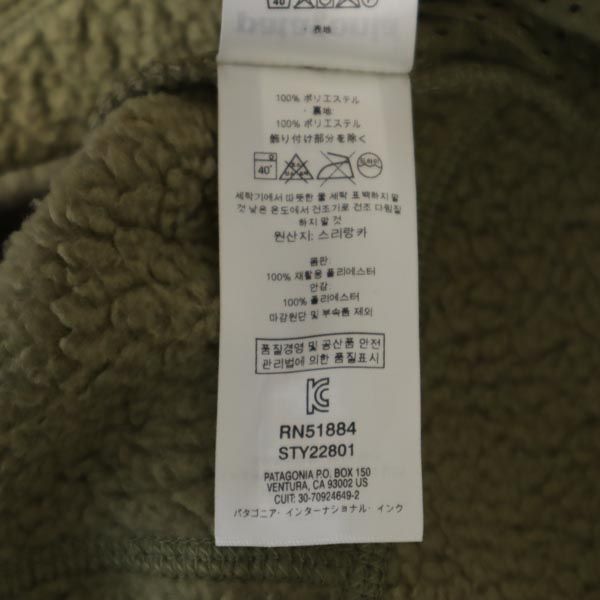 40
表地:
100% ポリエステル
裏地:
100% ポリエステル
飾り付け部分を除く
40°
드라이
세탁기에서 따뜻한 물 세탁 표백하지 말
것 낮은 온도에서 건조기로 건조 다림질
하지 말 것
원산지: 스리랑카
겉판:
100% 재활용 폴리에스터
안감:
100% 폴리에스터
마감원단 및 부속품 제외
품질경영 및 공산품 안전
관리법에 의한 품질표시
RN51884
STY22801
PATAGONIA P.O. BOX 150
VENTURA, CA 93002 US
CUIT: 30-70924649-2
パタゴニア・インターナショナル・インク